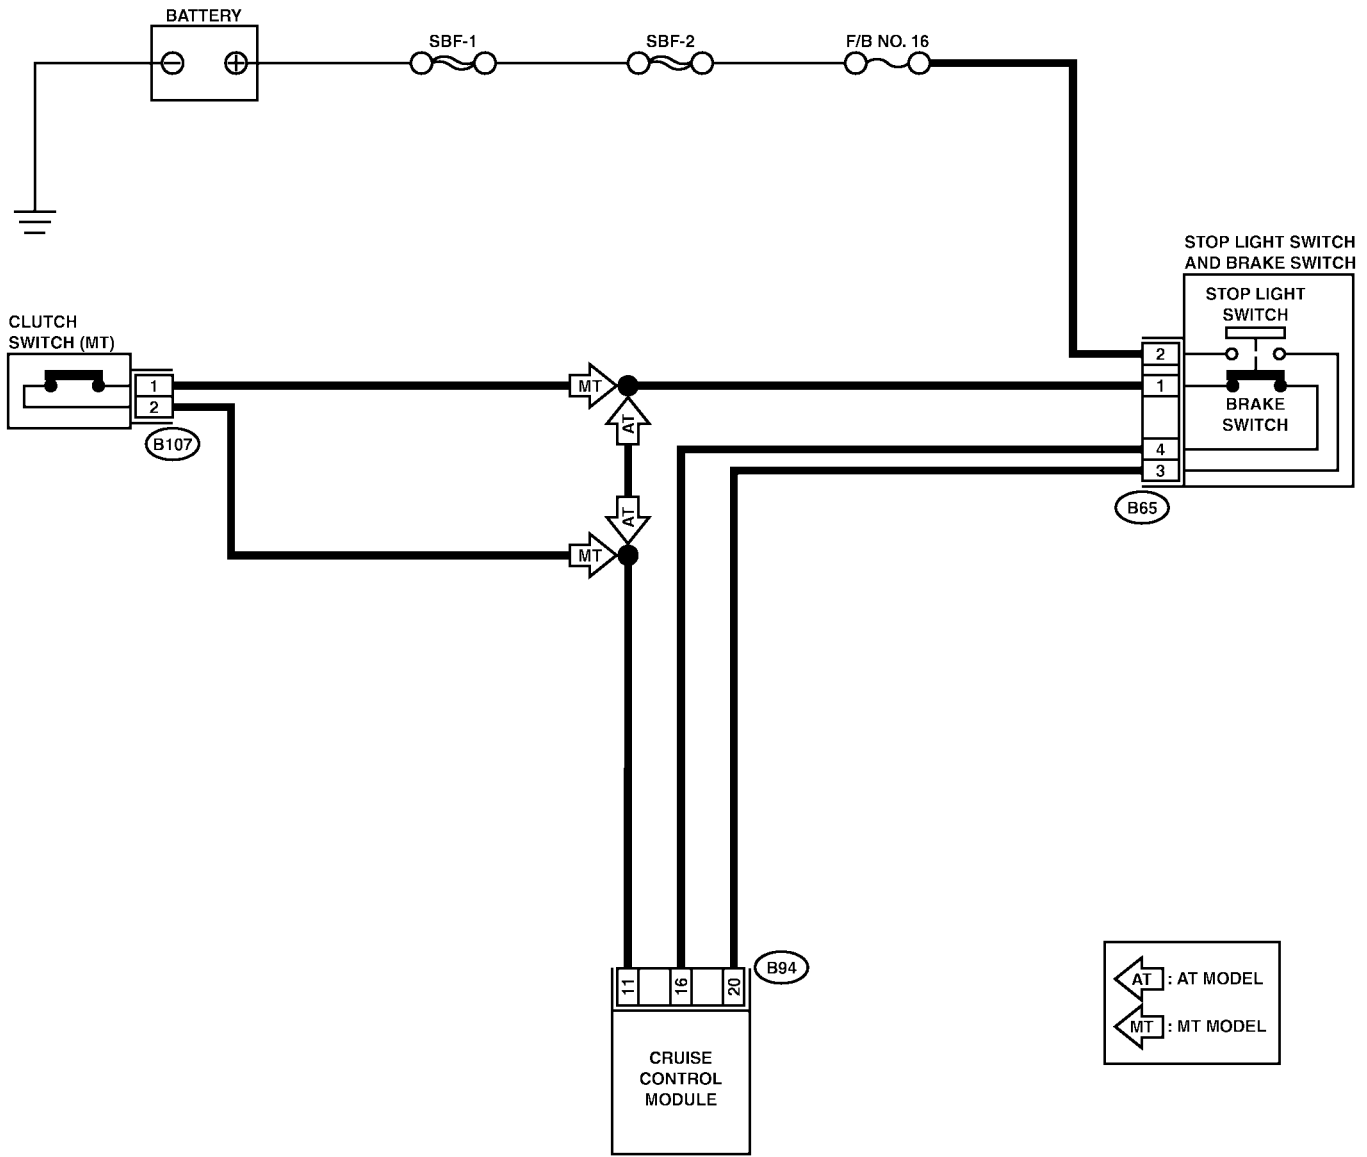 BATTERY
SBF-1
SBF-2
F/B NO. 16
STOP LIGHT SWITCH
AND BRAKE SWITCH
STOP LIGHT
SWITCH
BRAKE
SWITCH
2
1
4
3
B65
CLUTCH
SWITCH (MT)
1
2
B107
MT
AT
AT
MT
11
16
20
B94
CRUISE
CONTROL
MODULE
AT : AT MODEL
MT : MT MODEL